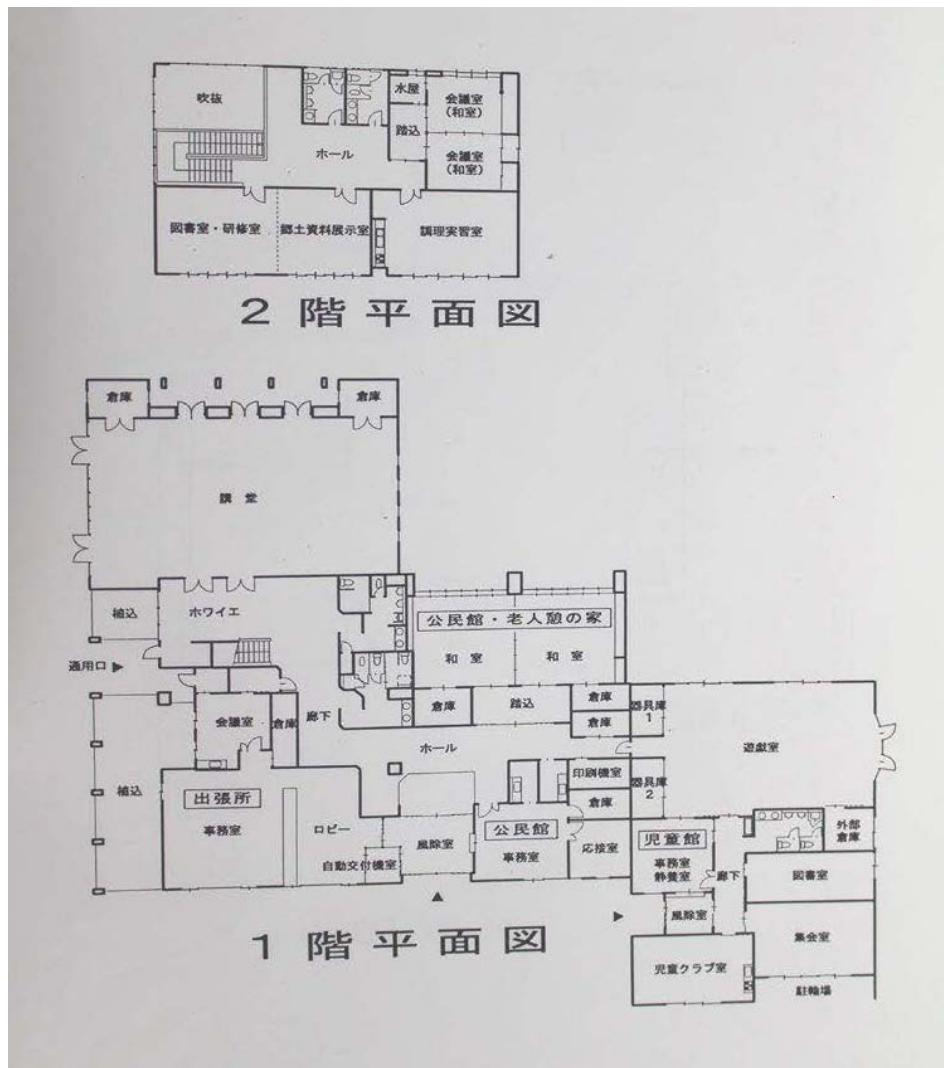 吹抜
水屋
会議室
(和室)
踏込
ホール
会議室
(和室)
図書室・研修室
郷土資料展示室
調理実習室
2階平面図
倉庫
倉庫
講堂
植込
ホワイエ
公民館・老人憩の家
和室
和室
通用口
会議室
倉庫
廊下
倉庫
踏込
倉庫
倉庫
器具庫
1
ホール
遊戯室
植込
出張所
事務室
ロビー
自動交付機室
風除室
公民館
事務室
印刷機室
倉庫
応接室
器具庫
2
児童館
事務室
静養室
廊下
外部
倉庫
図書室
風除室
集会室
児童クラブ室
駐輪場
1階平面図